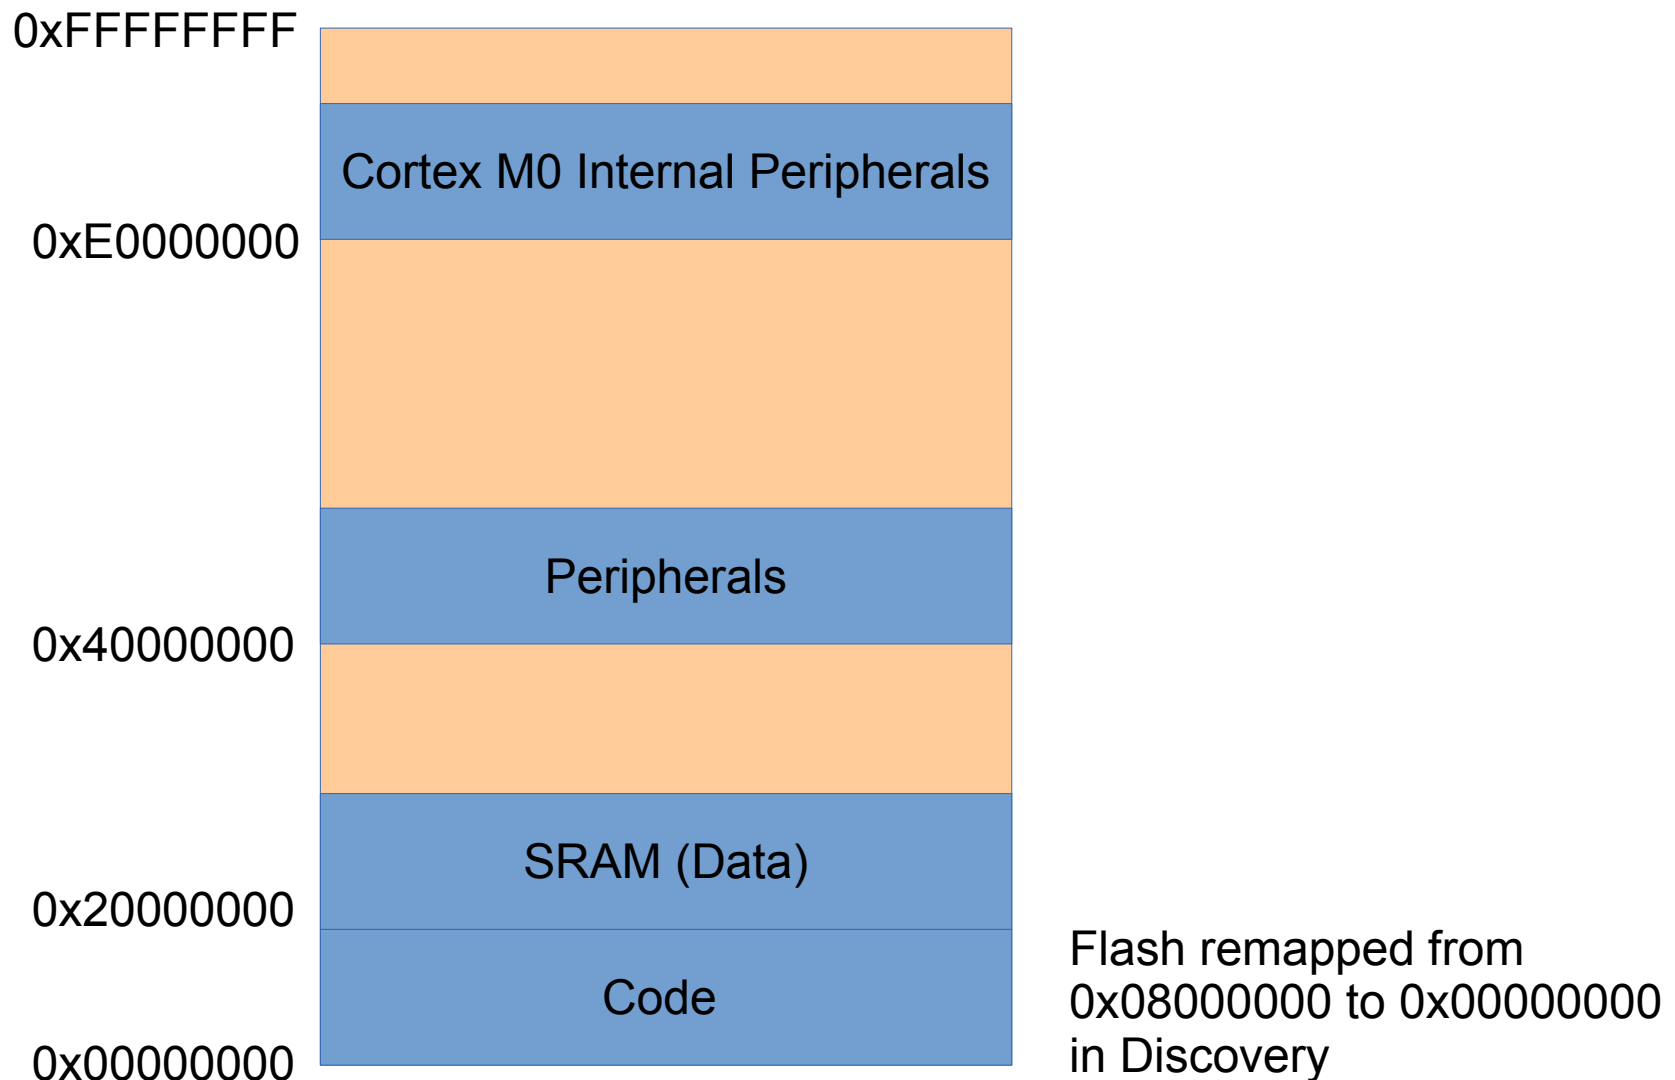 0xFFFFFFFF
Cortex M0 Internal Peripherals
0xE0000000
Peripherals
0x40000000
SRAM (Data)
0x20000000
Code
0x00000000
Flash remapped from
0x08000000 to 0x00000000
in Discovery